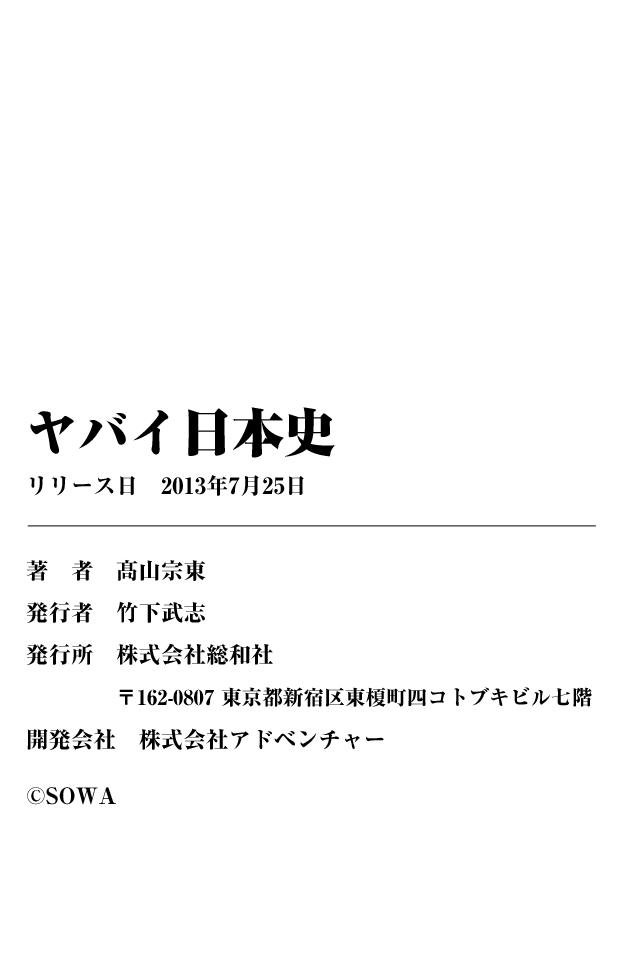 ヤバイ日本史
リリース日　2013年7月25日
著　者　髙山宗東
発行者　竹下武志
発行所　株式会社総和社
〒162-0807 東京都新宿区東榎町四コトブキビル七階
開発会社　株式会社アドベンチャー
©SOWA